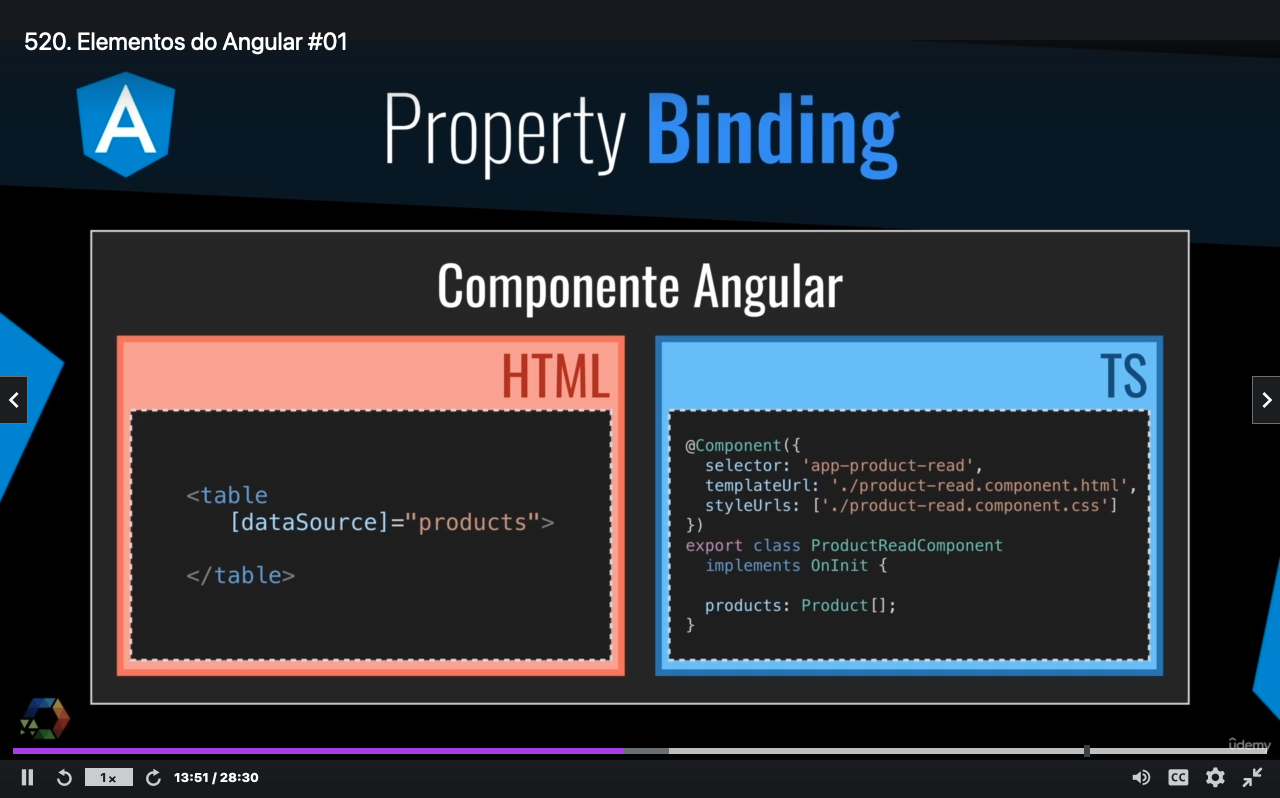 520. Elementos do Angular #01
Property Binding
Componente Angular
HTML
<table
[dataSource]="products">
</table>
TS
@Component({
selector: 'app-product-read',
templateUrl: './product-read.component.html',
styleUrls: ['./product-read.component.css']
})
export class ProductReadComponent
implements OnInit {
products: Product[];
}
ûdemy
1x
13:51 / 28:30
CC